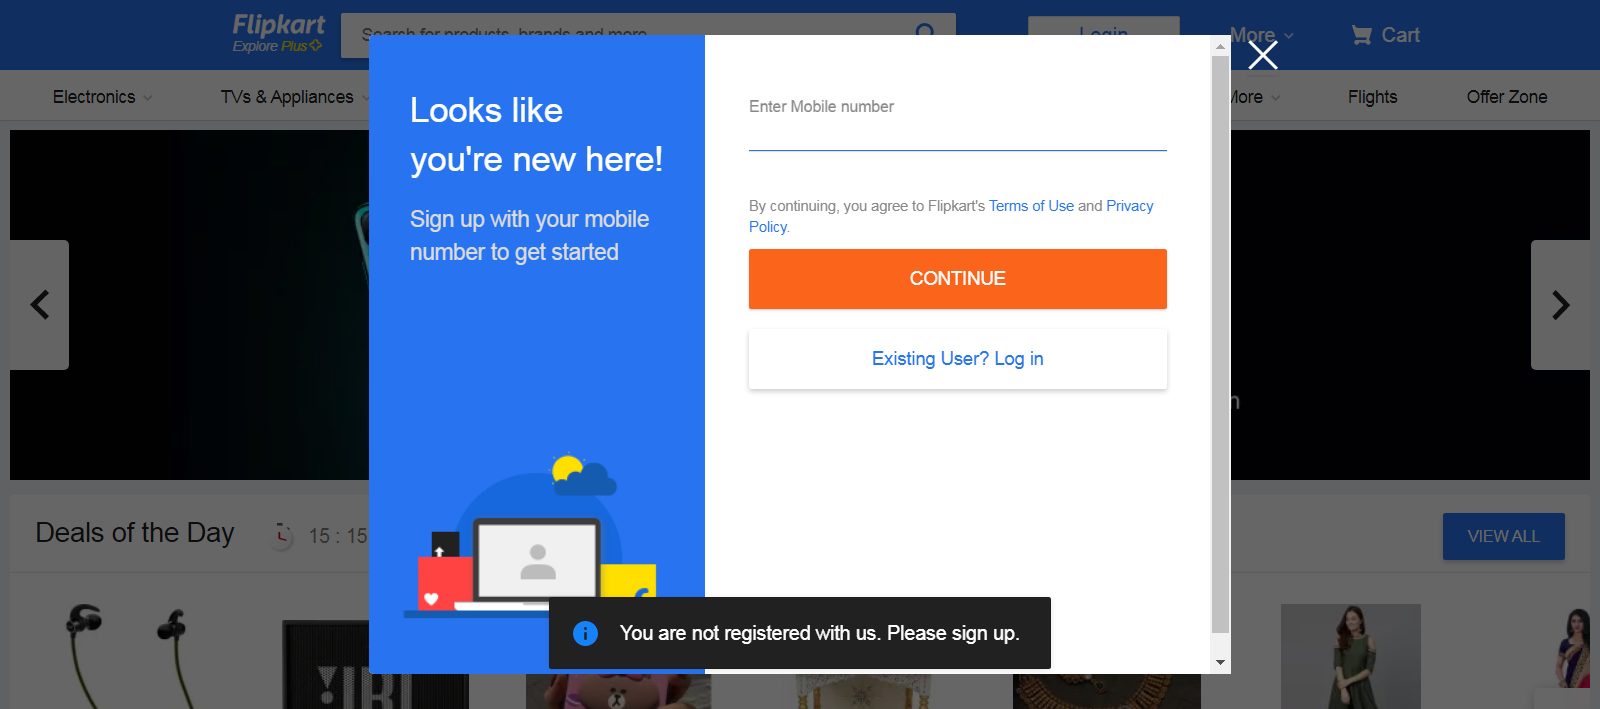 Flipkart
Explore Plus
Search for products, brands and more
Login
More
Cart
Electronics
TVs & Appliances
More
Flights
Offer Zone
Looks like
you're new here!
Sign up with your mobile
number to get started
Enter Mobile number
By continuing, you agree to Flipkart's Terms of Use and Privacy
Policy.
CONTINUE
Existing User? Log in
Deals of the Day
15 : 15
VIEW ALL
You are not registered with us. Please sign up.